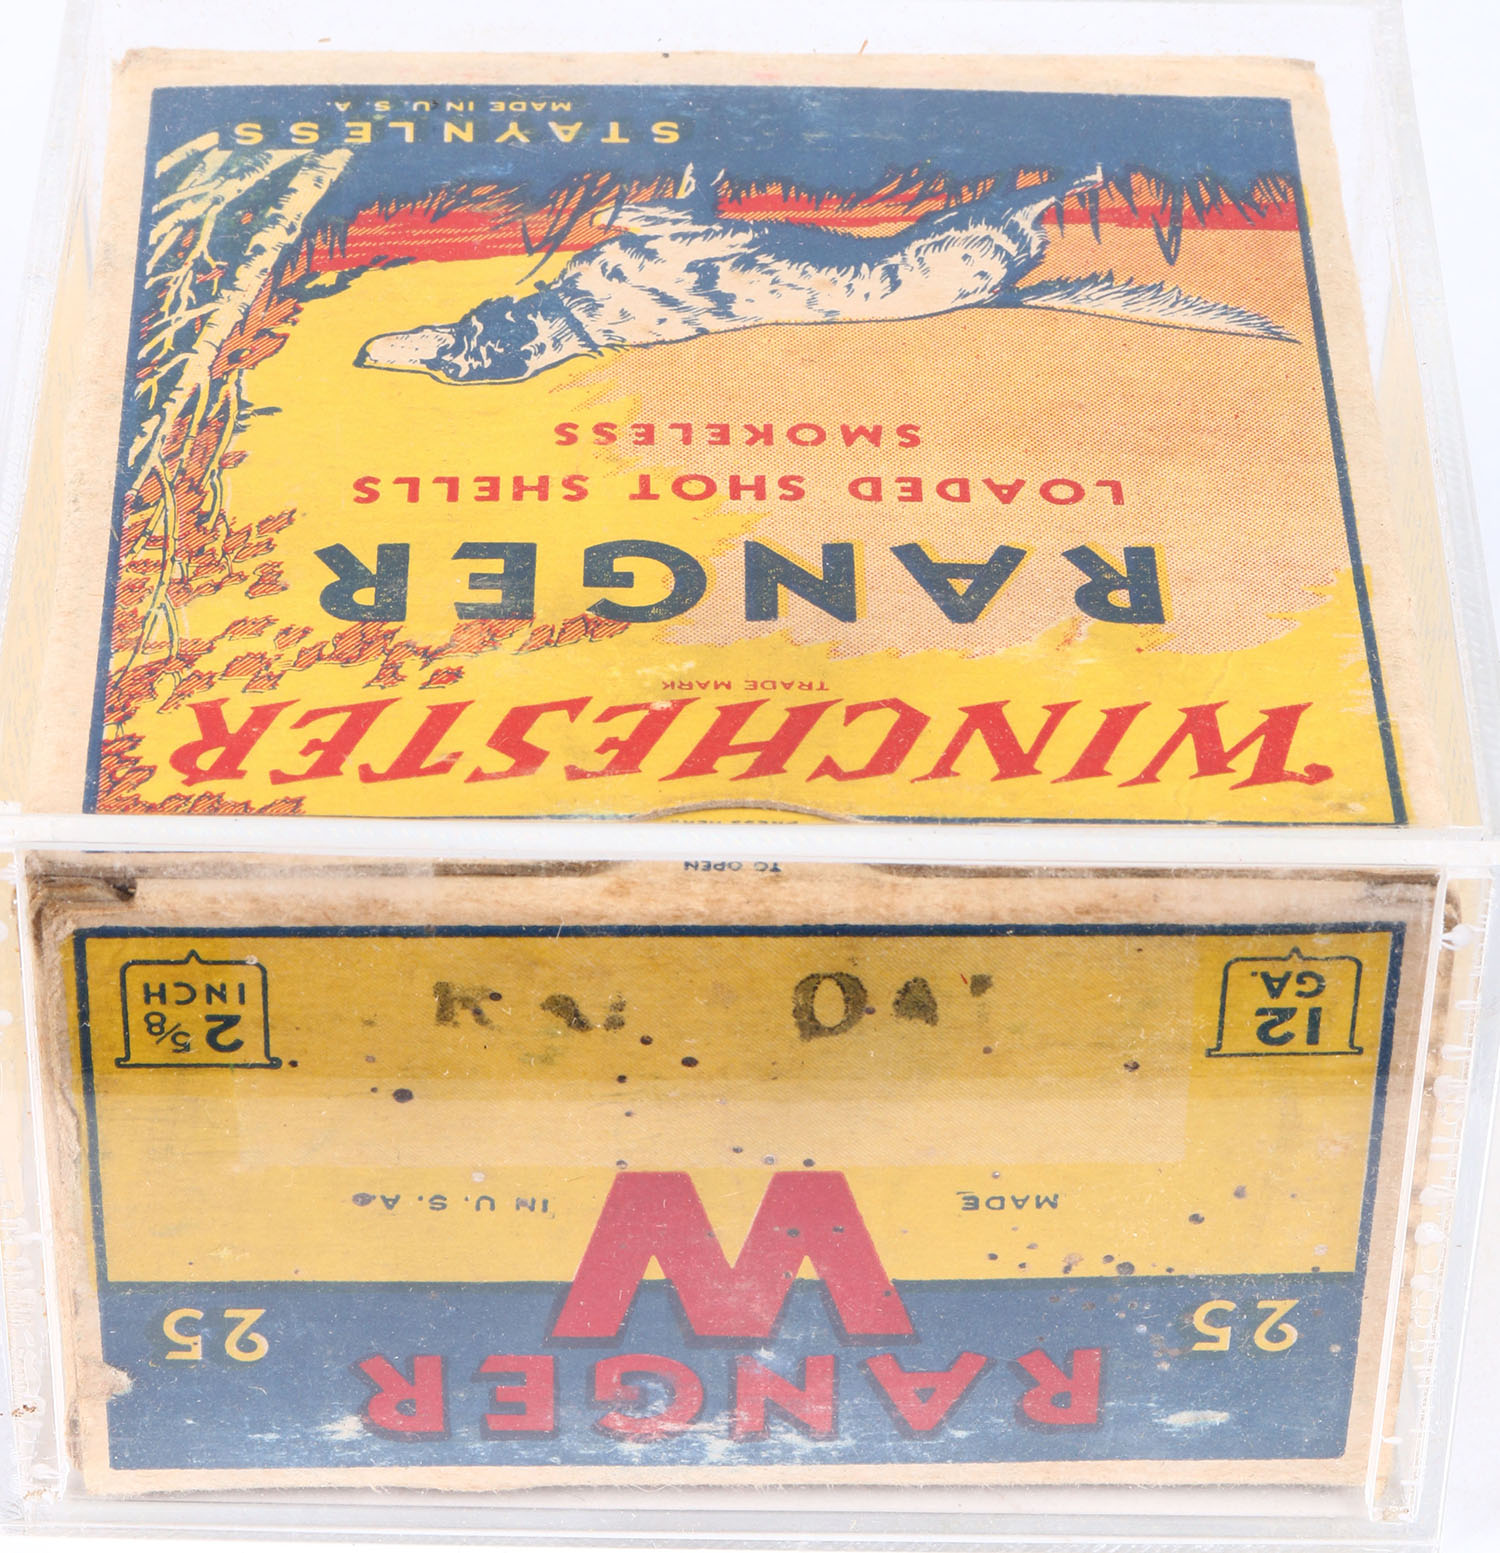 WINCHESTER
TRADE MARK
RANGER
LOADED SHOT SHELLS
SMOKELESS
STAYNLESS
MADE IN U.S.A.
RANGER
25 25
W
MADE IN U.S.A.
12
GA.
2 5/8
INCH
TO OPEN